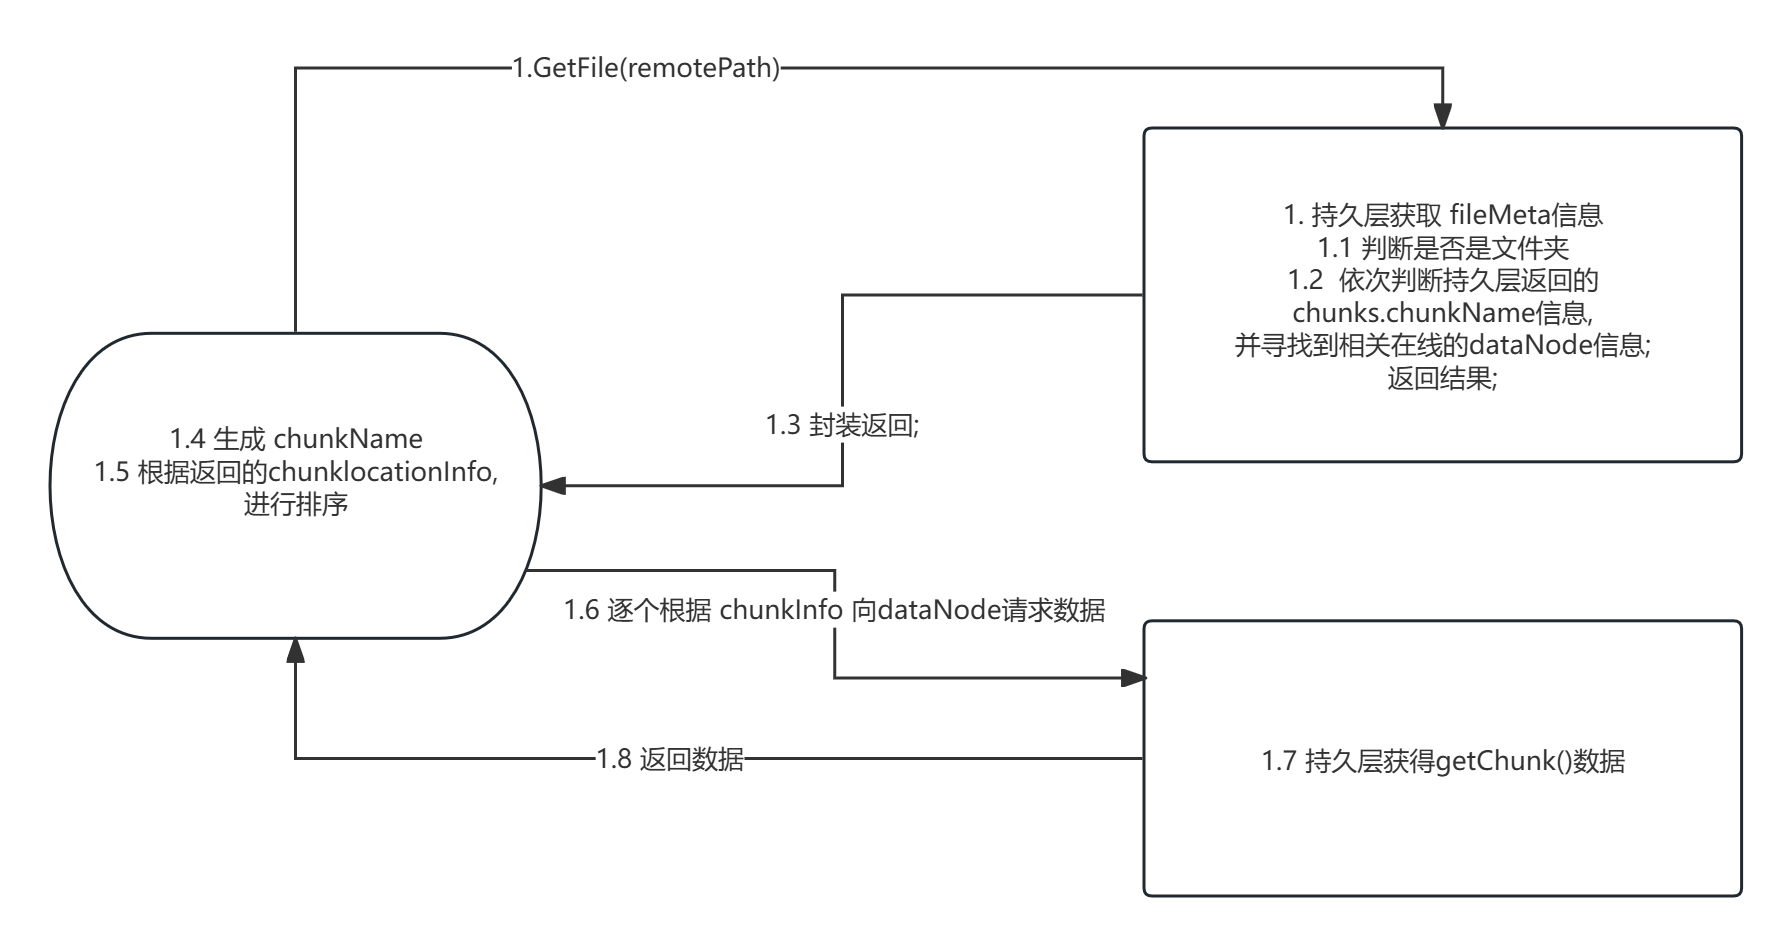 1.GetFile(remotePath)
1. 持久层获取 fileMeta信息
1.1 判断是否是文件夹
1.2  依次判断持久层返回的
chunks.chunkName信息,
并寻找到相关在线的dataNode信息;
返回结果;
1.3 封装返回;
1.4 生成 chunkName
1.5 根据返回的chunklocationInfo,
进行排序
1.6 逐个根据 chunkInfo 向dataNode请求数据
1.7 持久层获得getChunk()数据
1.8 返回数据